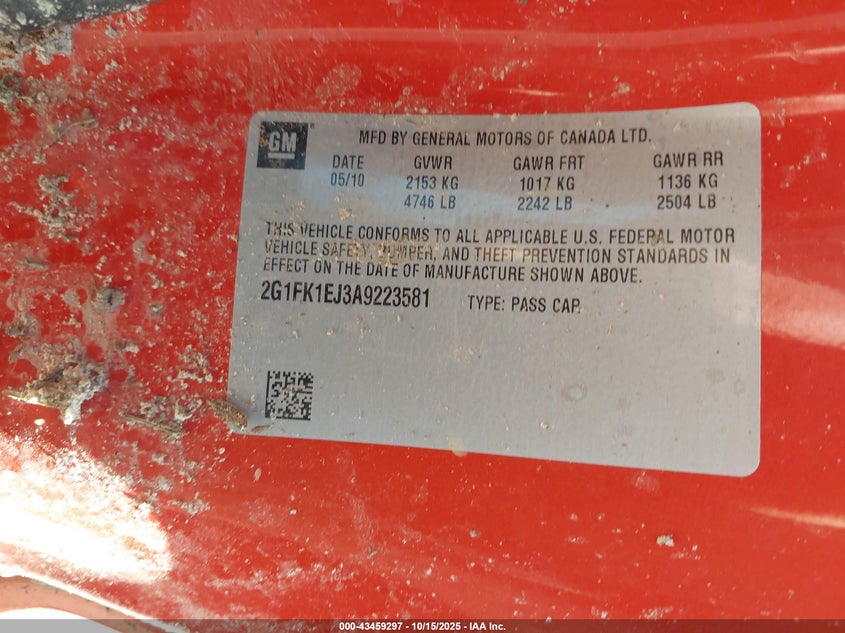 GM
MFD BY GENERAL MOTORS OF CANADA LTD.
DATE GVWR GAWR FRT GAWR RR
05/10 2153 KG 1017 KG 1136 KG
4746 LB 2242 LB 2504 LB
THIS VEHICLE CONFORMS TO ALL APPLICABLE U.S. FEDERAL MOTOR
VEHICLE SAFETY, BUMPER, AND THEFT PREVENTION STANDARDS IN
EFFECT ON THE DATE OF MANUFACTURE SHOWN ABOVE.
2G1FK1EJ3A9223581 TYPE: PASS CAR
000-43459297 - 10/15/2025 - IAA Inc.